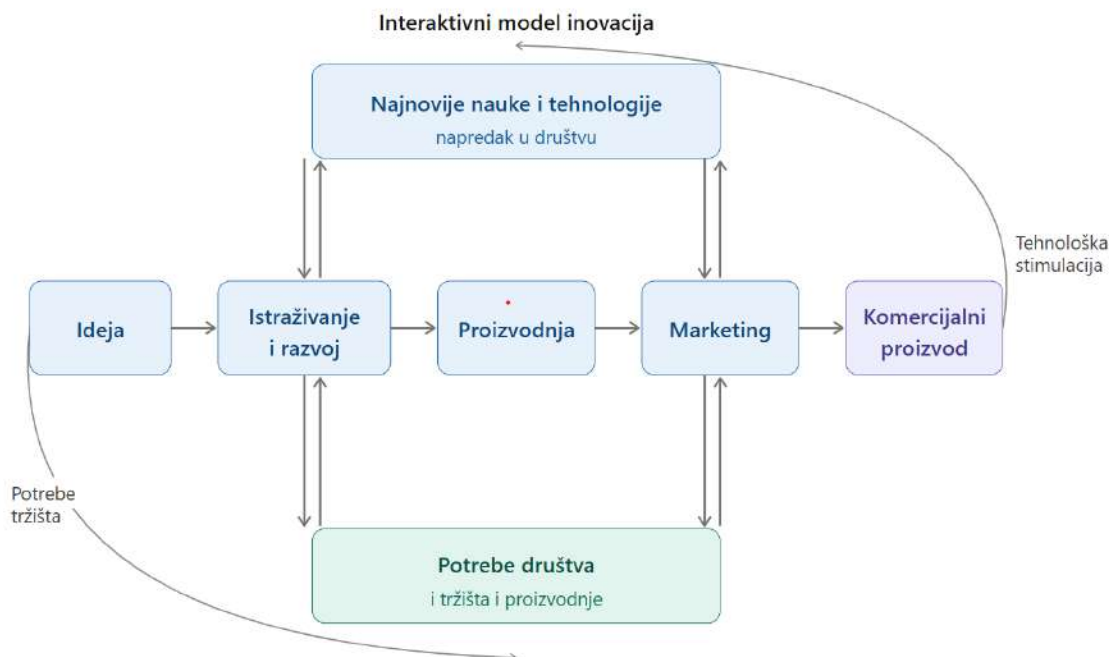 Interaktivni model inovacija
Najnovije nauke i tehnologije
napredak u društvu
Tehnološka
stimulacija
Ideja
Istraživanje
i razvoj
Proizvodnja
Marketing
Komercijalni
proizvod
Potrebe
tržišta
Potrebe društva
i tržišta i proizvodnje